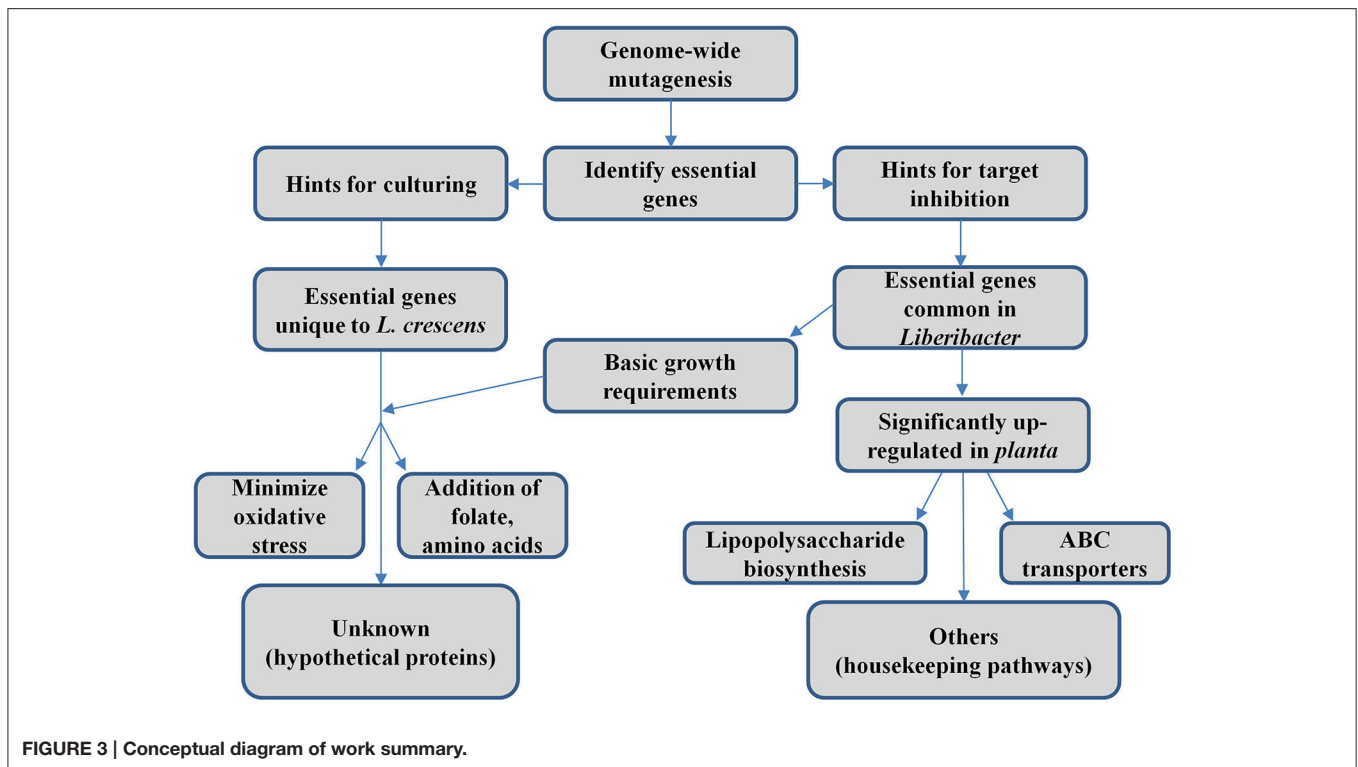 Genome-wide
mutagenesis
Hints for culturing
Identify essential
genes
Hints for target
inhibition
Essential genes
unique to L. crescens
Essential genes
common in
Liberibacter
Basic growth
requirements
Significantly up-
regulated in planta
Minimize
oxidative
stress
Addition of
folate,
amino acids
Lipopolysaccharide
biosynthesis
ABC
transporters
Unknown
(hypothetical proteins)
Others
(housekeeping pathways)
FIGURE 3 | Conceptual diagram of work summary.